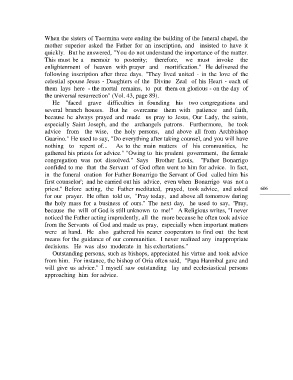 When the sisters of Taormina were ending the building of the funeral chapel, the
mother superior asked the Father for an inscription, and insisted to have it
quickly. But he answered, "You do not understand the importance of the matter.
This must be a memoir to posterity; therefore, we must invoke the
enlightenment of heaven with prayer and mortification." He delivered the
following inscription after three days. "They lived united - in the love of the
celestial spouse Jesus - Daughters of the Divine Zeal of his Heart - each of
them lays here - the mortal remains, to put them on glorious - on the day of
the universal resurrection" (Vol. 43, page 89).
He "faced grave difficulties in founding his two congregations and
several branch houses. But he overcame them with patience and faith,
because he always prayed and made us pray to Jesus, Our Lady, the saints,
especially Saint Joseph, and the archangels patrons. Furthermore, he took
advice from the wise, the holy persons, and above all from Archbishop
Guarino." He used to say, "Do everything after taking counsel, and you will have
nothing to repent of... As to the main matters of his communities, he
gathered his priests for advice." "Owing to his prudent government, the female
congregation was not dissolved." Says Brother Louis, "Father Bonarrigo
confided to me that the Servant of God often went to him for advice. In fact,
in the funeral oration for Father Bonarrigo the Servant of God called him 'his
first counselor'; and he carried out his advice, even when Bonarrigo was not a
priest." Before acting, the Father meditated, prayed, took advice, and asked
for our prayer. He often told us, "Pray today, and above all tomorrow during
the holy mass for a business of ours." The next day, he used to say, "Pray,
because the will of God is still unknown to me!" A Religious writes, "I never
noticed the Father acting imprudently, all the more because he often took advice
from the Servants of God and made us pray, especially when important matters
were at hand. He also gathered his nearer cooperators to find out the best
means for the guidance of our communities. I never realized any inappropriate
decisions. He was also moderate in his exhortations."
Outstanding persons, such as bishops, appreciated his virtue and took advice
from him. For instance, the bishop of Oria often said, "Papa Hannibal gave and
will give us advice." I myself saw outstanding lay and ecclesiastical persons
approaching him for advice.
606